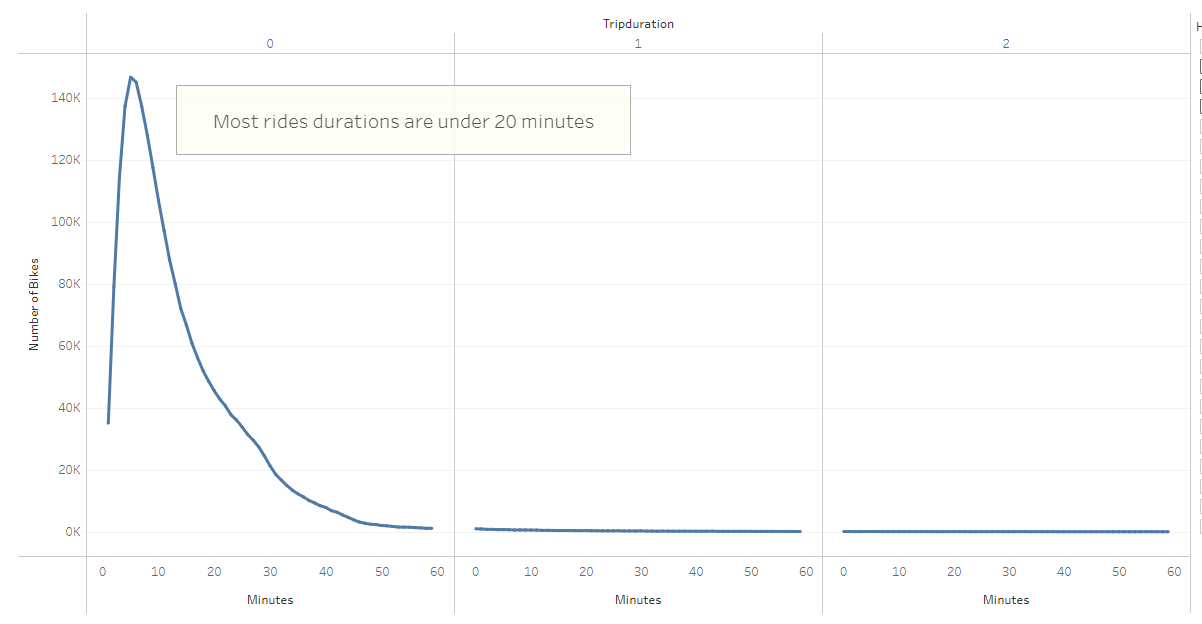 Tripduration
0 1 2
H
140K
Most rides durations are under 20 minutes
120K
100K
80K
60K
40K
20K
0K
Number of Bikes
0 10 20 30 40 50 60 0 10 20 30 40 50 60 0 10 20 30 40 50 60
Minutes Minutes Minutes